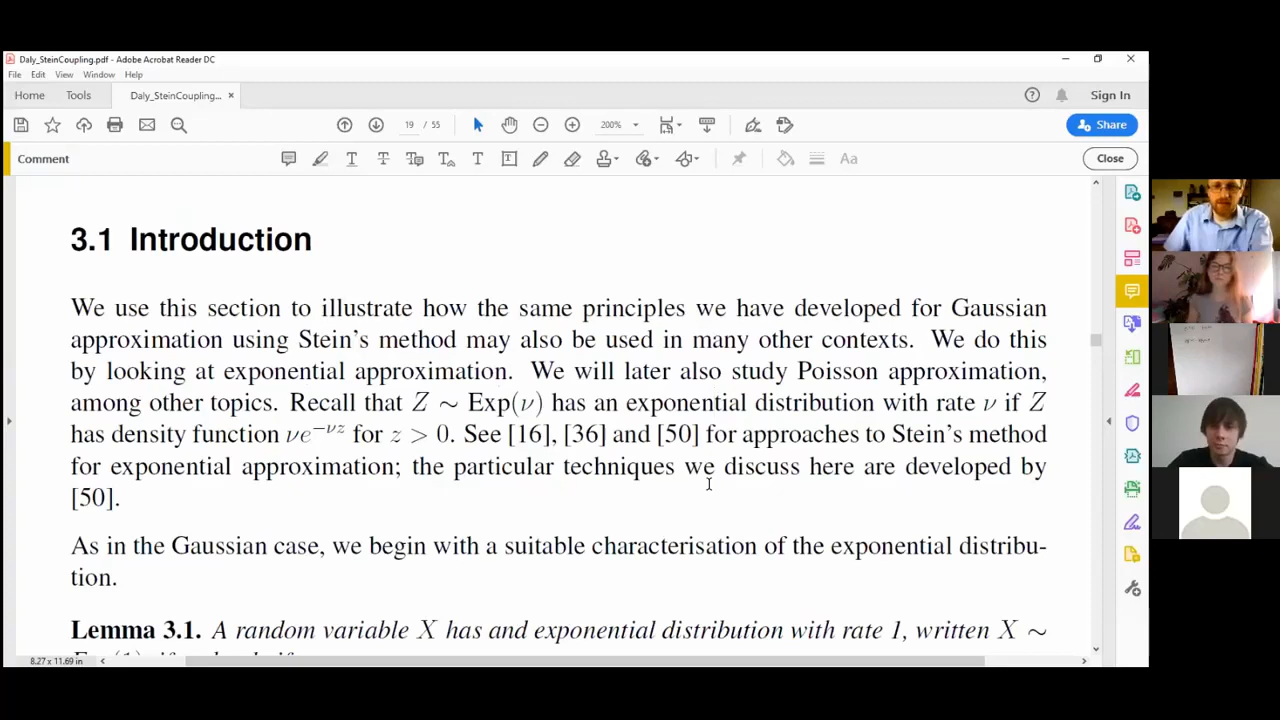 Daly_SteinCoupling.pdf - Adobe Acrobat Reader DC
File Edit View Window Help
Home Tools Daly_SteinCoupling... × Sign In
19 / 55 200% Share
Comment Aa Close
3.1 Introduction
We use this section to illustrate how the same principles we have developed for Gaussian
approximation using Stein's method may also be used in many other contexts. We do this
by looking at exponential approximation. We will later also study Poisson approximation,
among other topics. Recall that Z ∼ Exp(ν) has an exponential distribution with rate ν if Z
has density function νe^{−νz} for z > 0. See [16], [36] and [50] for approaches to Stein's method
for exponential approximation; the particular techniques we discuss here are developed by
[50].
As in the Gaussian case, we begin with a suitable characterisation of the exponential distribu-
tion.
Lemma 3.1. A random variable X has and exponential distribution with rate 1, written X ∼
8.27 x 11.69 in